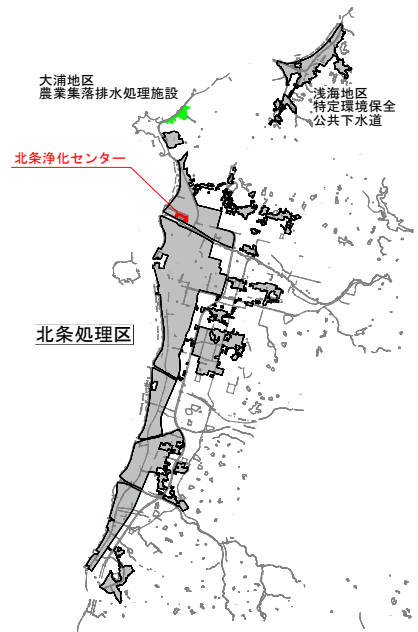 大浦地区
農業集落排水処理施設
浅海地区
特定環境保全
公共下水道
北条浄化センター
北条処理区